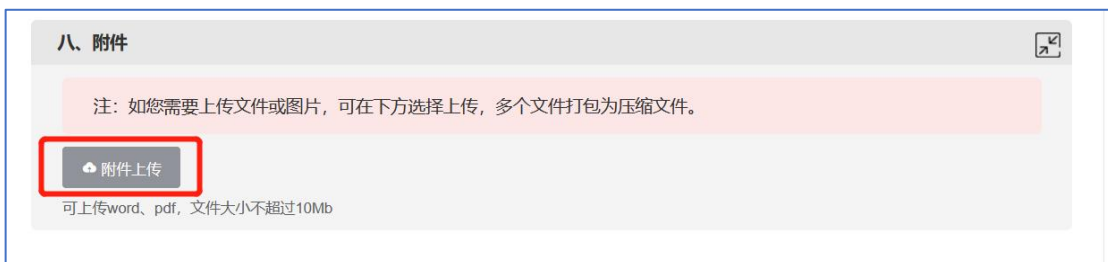 八、附件
注：如您需要上传文件或图片，可在下方选择上传，多个文件打包为压缩文件。
附件上传
可上传word、pdf，文件大小不超过10Mb